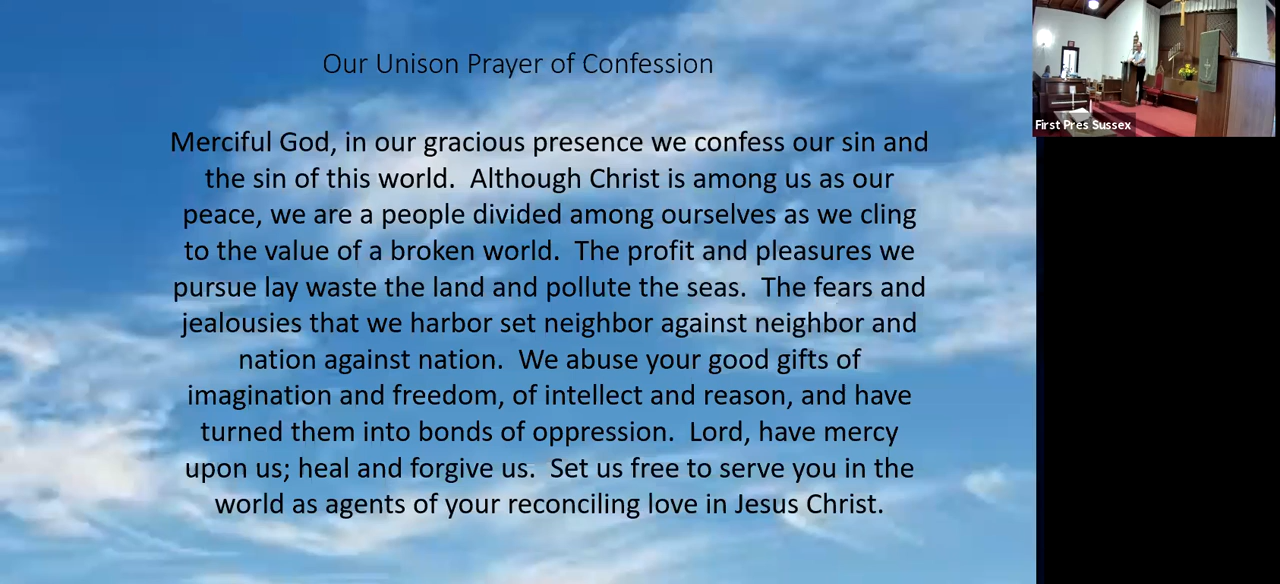 Our Unison Prayer of Confession
Merciful God, in our gracious presence we confess our sin and
the sin of this world.  Although Christ is among us as our
peace, we are a people divided among ourselves as we cling
to the value of a broken world.  The profit and pleasures we
pursue lay waste the land and pollute the seas.  The fears and
jealousies that we harbor set neighbor against neighbor and
nation against nation.  We abuse your good gifts of
imagination and freedom, of intellect and reason, and have
turned them into bonds of oppression.  Lord, have mercy
upon us; heal and forgive us.  Set us free to serve you in the
world as agents of your reconciling love in Jesus Christ.
First Pres Sussex